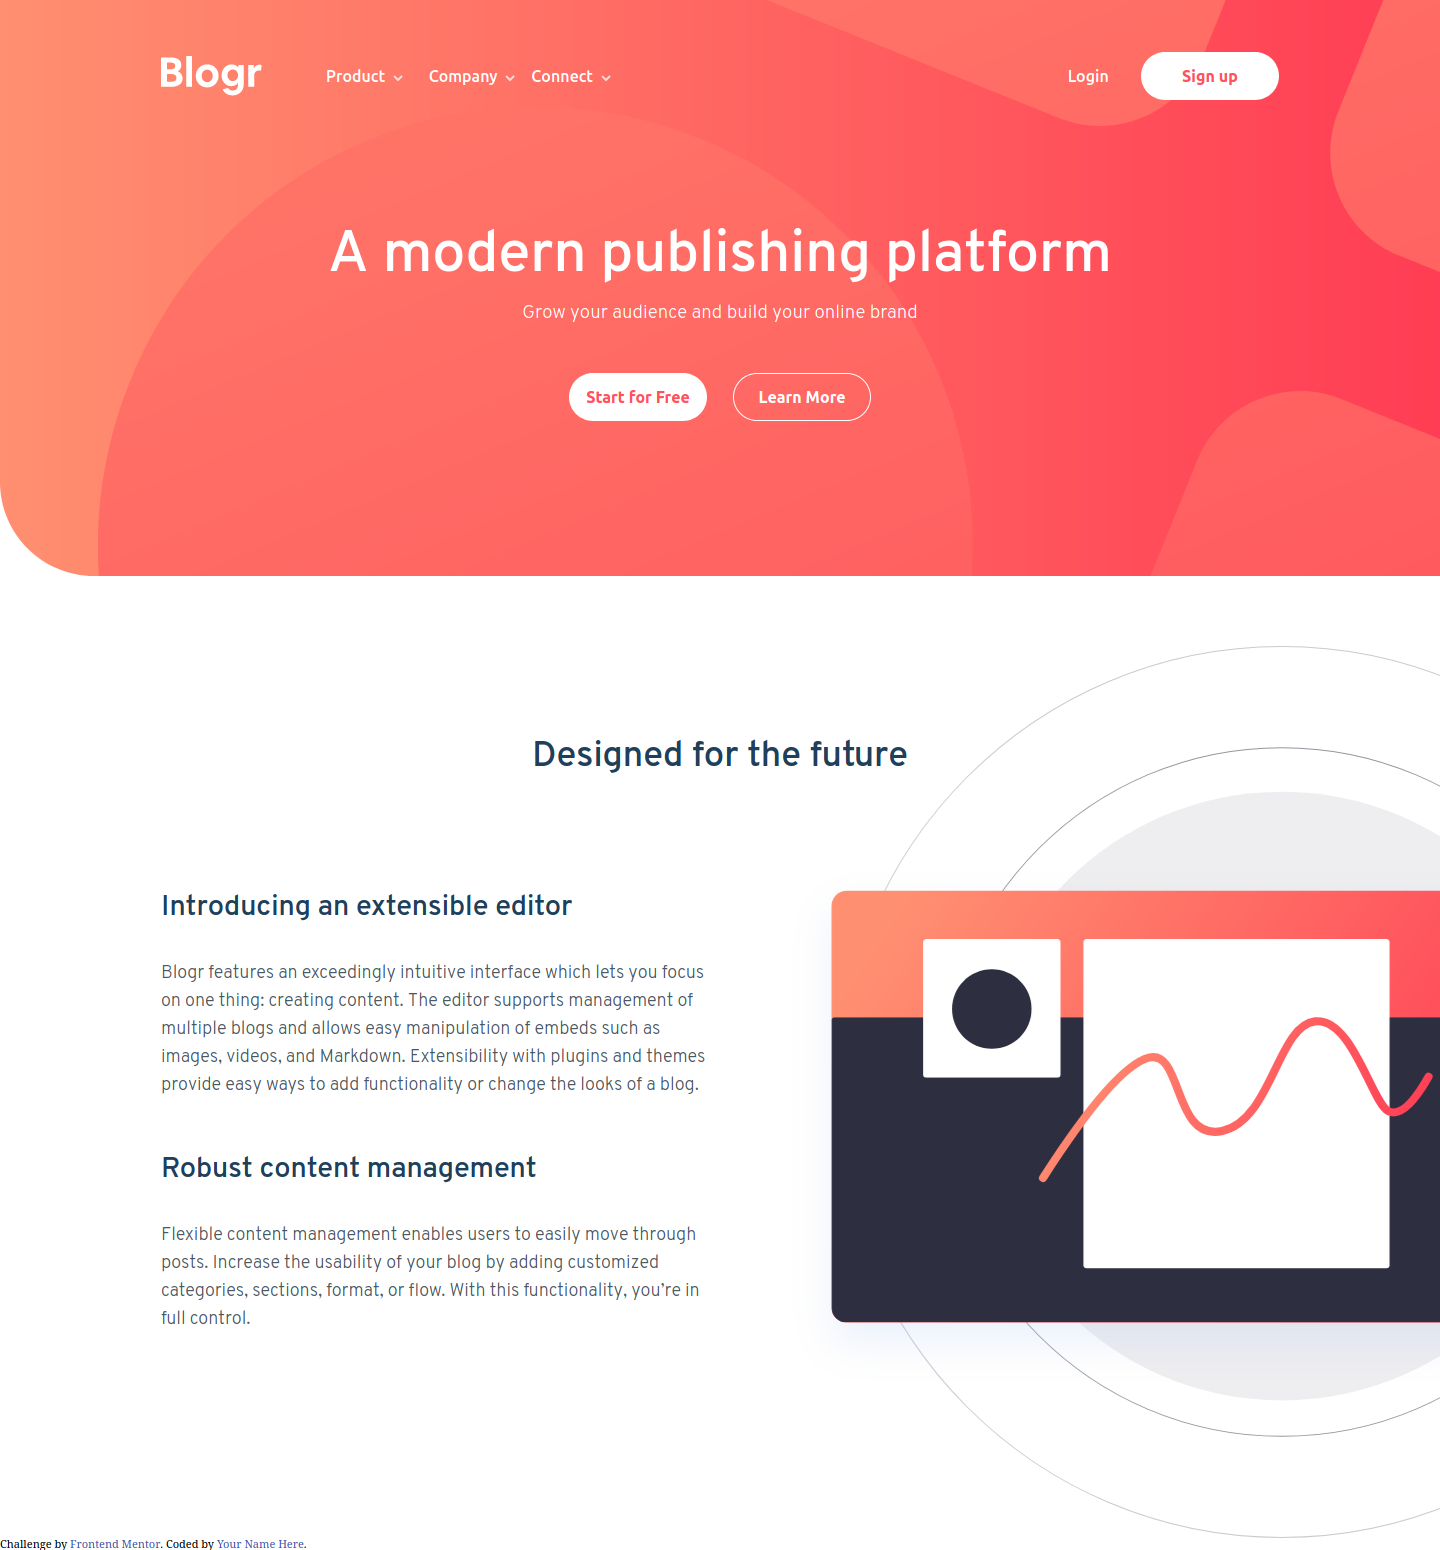 Blogr Product Company Connect Login Sign up
A modern publishing platform
Grow your audience and build your online brand
Start for Free Learn More
Designed for the future
Introducing an extensible editor
Blogr features an exceedingly intuitive interface which lets you focus
on one thing: creating content. The editor supports management of
multiple blogs and allows easy manipulation of embeds such as
images, videos, and Markdown. Extensibility with plugins and themes
provide easy ways to add functionality or change the looks of a blog.
Robust content management
Flexible content management enables users to easily move through
posts. Increase the usability of your blog by adding customized
categories, sections, format, or flow. With this functionality, you’re in
full control.
Challenge by Frontend Mentor. Coded by Your Name Here.